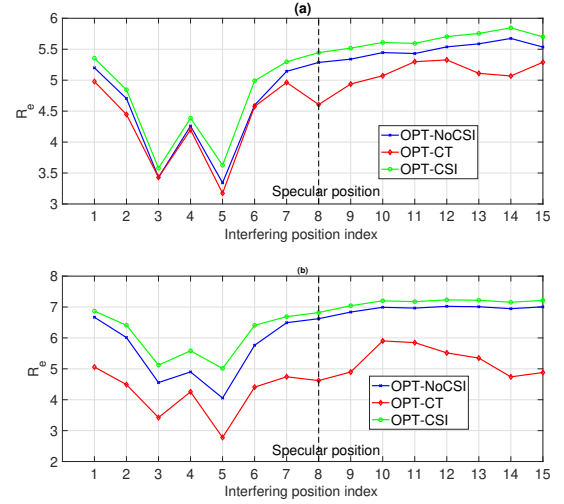 (a)
6
5.5
5
4.5
4
3.5
3
R_e
OPT-NoCSI
OPT-CT
OPT-CSI
Specular position
1 2 3 4 5 6 7 8 9 10 11 12 13 14 15
Interfering position index
(b)
8
7
6
5
4
3
2
R_e
OPT-NoCSI
OPT-CT
OPT-CSI
Specular position
1 2 3 4 5 6 7 8 9 10 11 12 13 14 15
Interfering position index